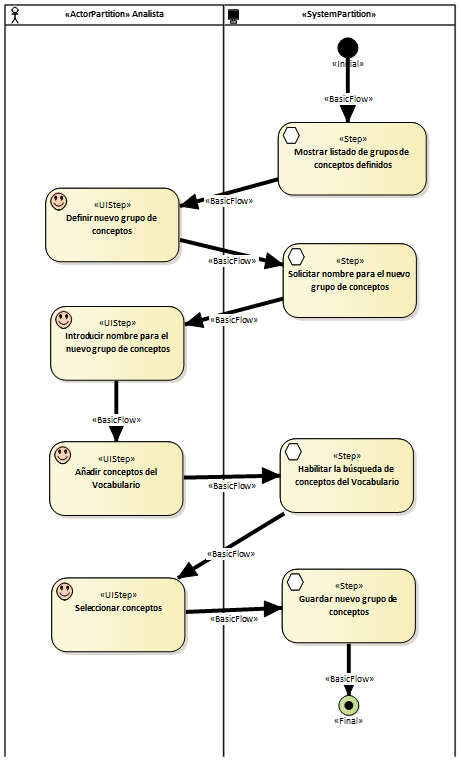 «ActorPartition» Analista
«SystemPartition»
«Initial»
«BasicFlow»
«Step»
Mostrar listado de grupos de
conceptos definidos
«BasicFlow»
«UIStep»
Definir nuevo grupo de
conceptos
«BasicFlow»
«Step»
Solicitar nombre para el nuevo
grupo de conceptos
«BasicFlow»
«UIStep»
Introducir nombre para el
nuevo grupo de conceptos
«BasicFlow»
«UIStep»
Añadir conceptos del
Vocabulario
«BasicFlow»
«Step»
Habilitar la búsqueda de
conceptos del Vocabulario
«BasicFlow»
«UIStep»
Seleccionar conceptos
«BasicFlow»
«Step»
Guardar nuevo grupo de
conceptos
«BasicFlow»
«Final»